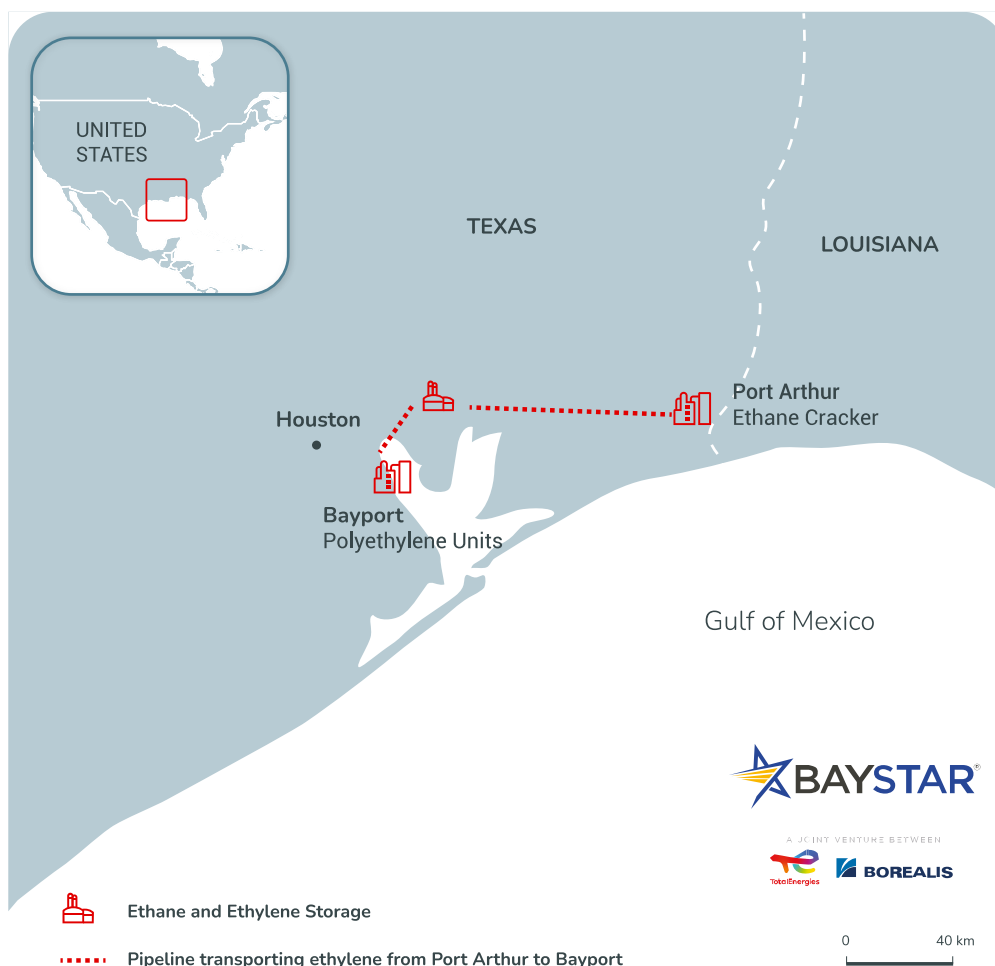 UNITED
STATES
TEXAS
LOUISIANA
Port Arthur
Ethane Cracker
Houston
Bayport
Polyethylene Units
Gulf of Mexico
BAYSTAR®
A JOINT VENTURE BETWEEN
TotalEnergies
BOREALIS
Ethane and Ethylene Storage
0 40 km
Pipeline transporting ethylene from Port Arthur to Bayport